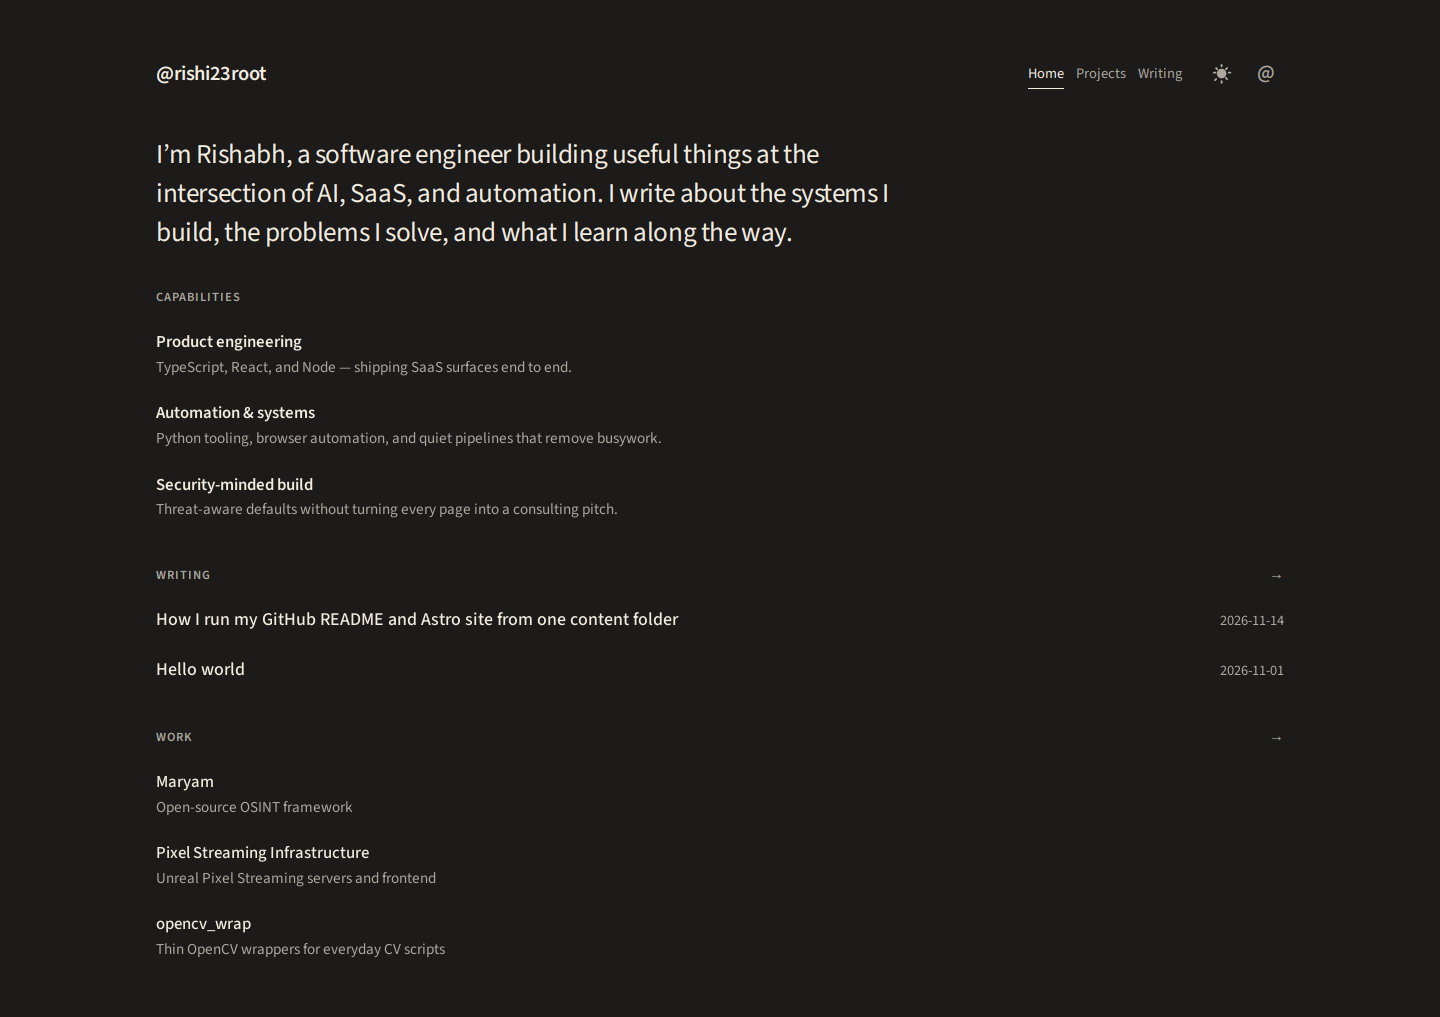 @rishi23root
Home Projects Writing @
I’m Rishabh, a software engineer building useful things at the
intersection of AI, SaaS, and automation. I write about the systems I
build, the problems I solve, and what I learn along the way.
CAPABILITIES
Product engineering
TypeScript, React, and Node — shipping SaaS surfaces end to end.
Automation & systems
Python tooling, browser automation, and quiet pipelines that remove busywork.
Security-minded build
Threat-aware defaults without turning every page into a consulting pitch.
WRITING →
How I run my GitHub README and Astro site from one content folder 2026-11-14
Hello world 2026-11-01
WORK →
Maryam
Open-source OSINT framework
Pixel Streaming Infrastructure
Unreal Pixel Streaming servers and frontend
opencv_wrap
Thin OpenCV wrappers for everyday CV scripts